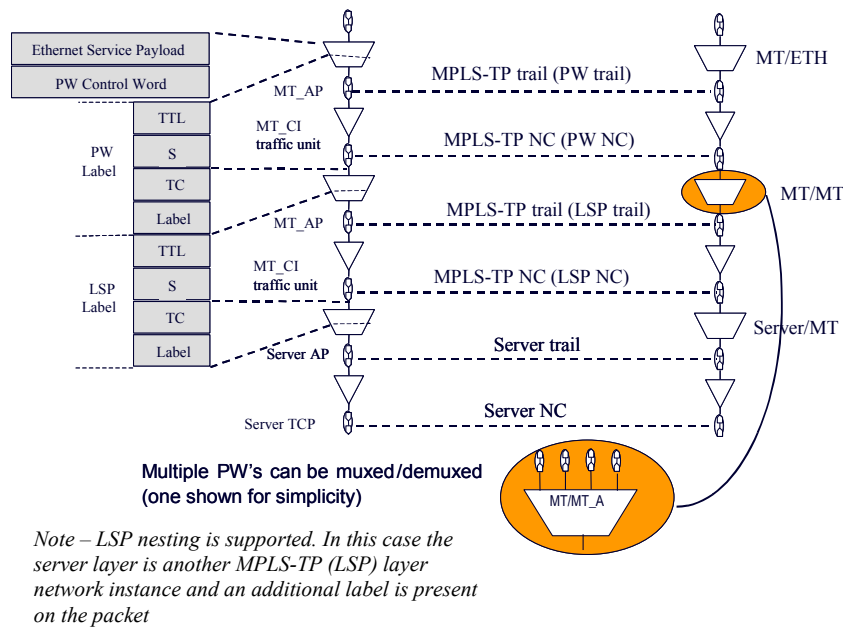 Ethernet Service Payload
PW Control Word
TTL
S
TC
Label
PW
Label
TTL
S
TC
Label
LSP
Label
MT_AP
MT_CI
traffic unit
MT_AP
MT_CI
traffic unit
Server AP
Server TCP
MPLS-TP trail (PW trail)
MPLS-TP NC (PW NC)
MPLS-TP trail (LSP trail)
MPLS-TP NC (LSP NC)
Server trail
Server NC
MT/ETH
MT/MT
Server/MT
MT/MT_A
Multiple PW's can be muxed/demuxed
(one shown for simplicity)
Note – LSP nesting is supported. In this case the
server layer is another MPLS-TP (LSP) layer
network instance and an additional label is present
on the packet